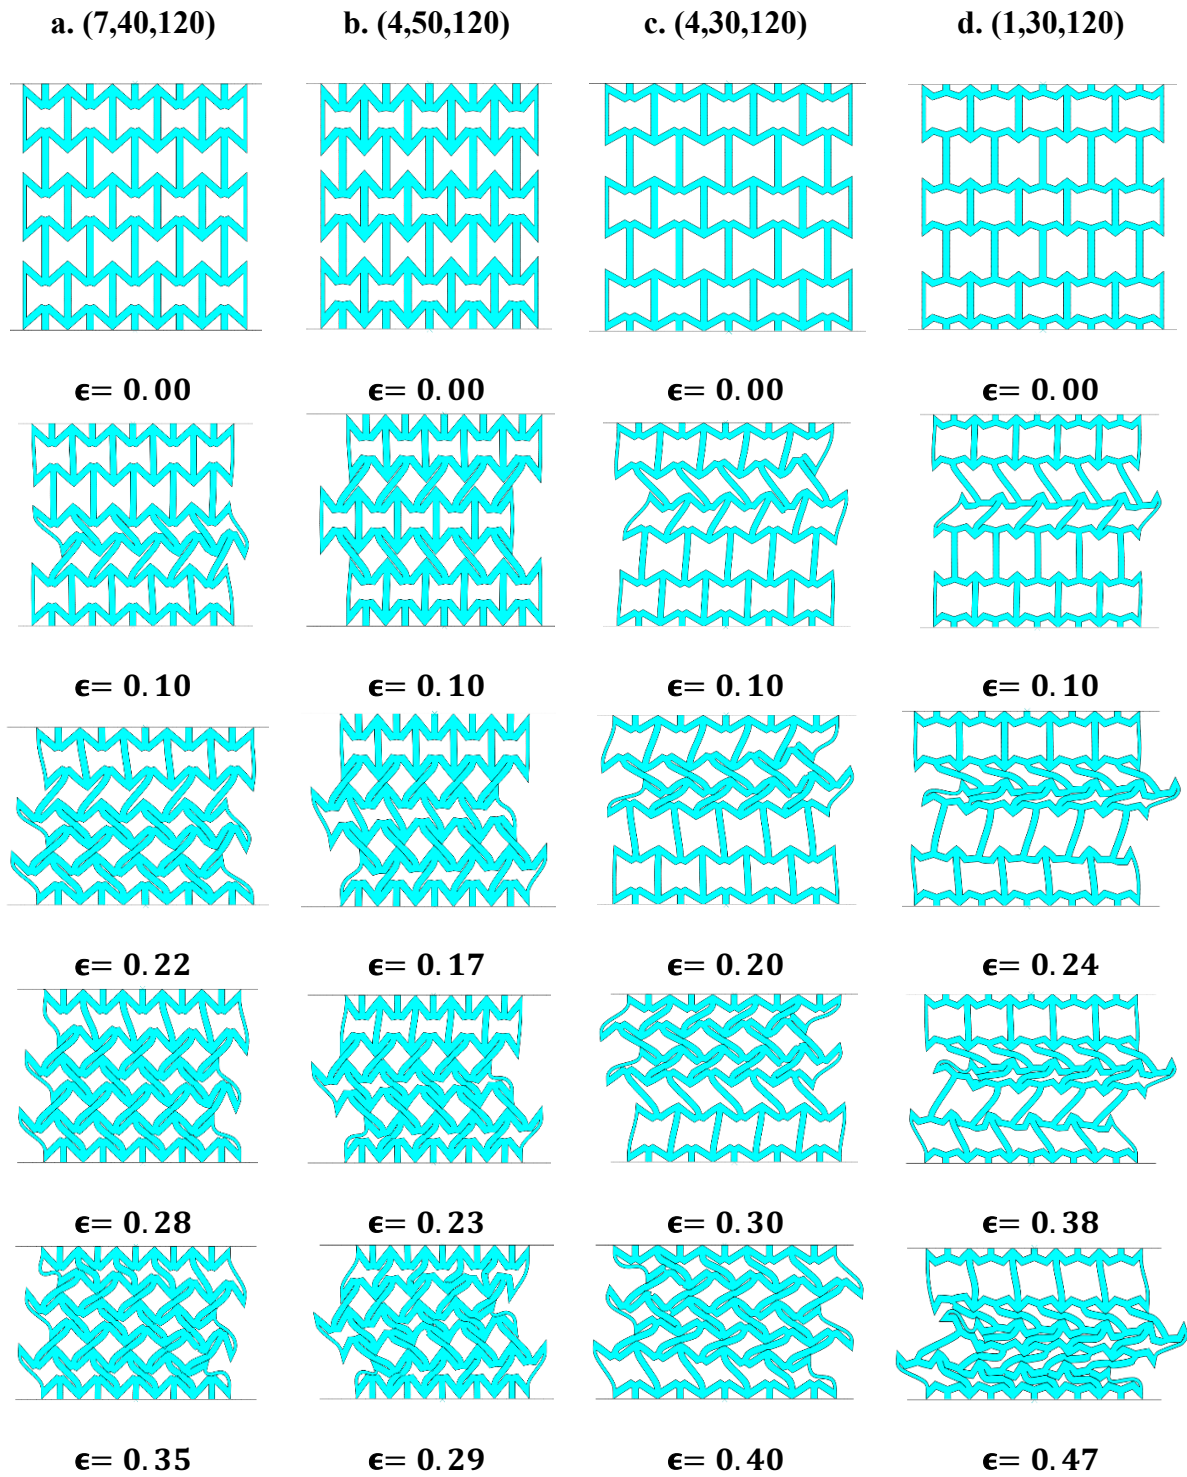 a. (7,40,120) b. (4,50,120) c. (4,30,120) d. (1,30,120)
ϵ= 0.00 ϵ= 0.00 ϵ= 0.00 ϵ= 0.00
ϵ= 0.10 ϵ= 0.10 ϵ= 0.10 ϵ= 0.10
ϵ= 0.22 ϵ= 0.17 ϵ= 0.20 ϵ= 0.24
ϵ= 0.28 ϵ= 0.23 ϵ= 0.30 ϵ= 0.38
ϵ= 0.35 ϵ= 0.29 ϵ= 0.40 ϵ= 0.47